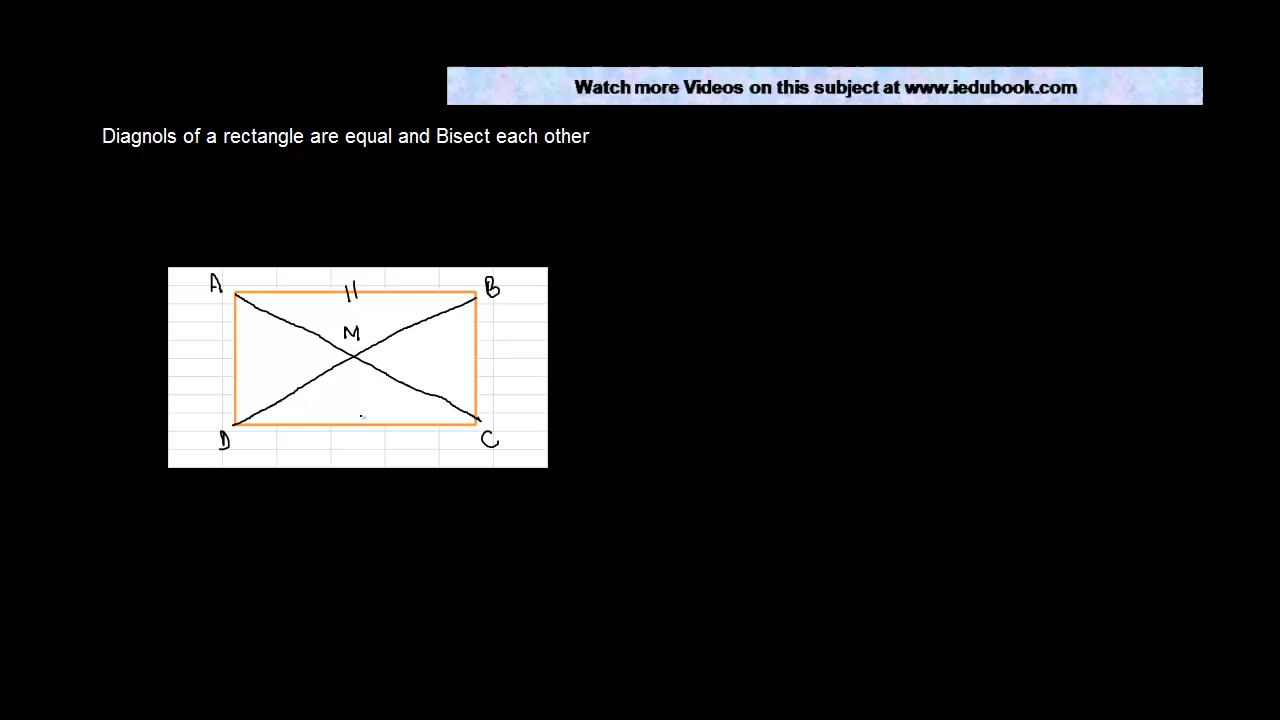 Watch more Videos on this subject at www.iedubook.com
Diagnols of a rectangle are equal and Bisect each other
A B
M
D C